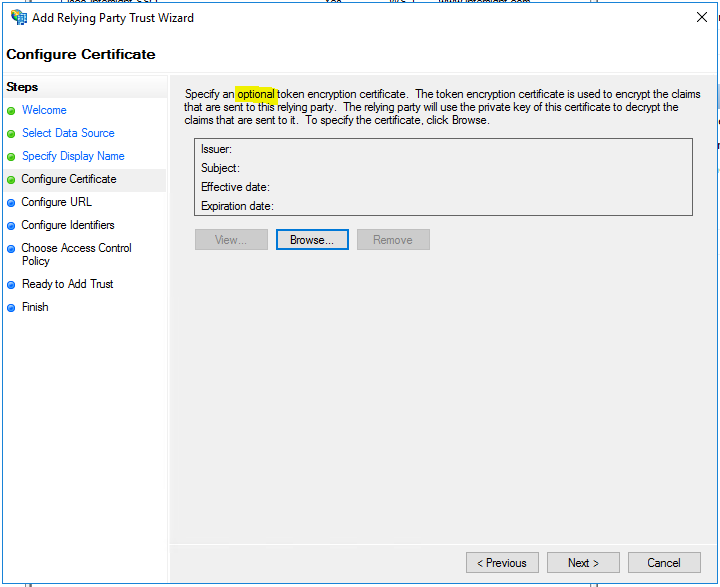 Add Relying Party Trust Wizard
Configure Certificate
Steps
Welcome
Select Data Source
Specify Display Name
Configure Certificate
Configure URL
Configure Identifiers
Choose Access Control
Policy
Ready to Add Trust
Finish
Specify an optional token encryption certificate. The token encryption certificate is used to encrypt the claims
that are sent to this relying party. The relying party will use the private key of this certificate to decrypt the
claims that are sent to it. To specify the certificate, click Browse.
Issuer:
Subject:
Effective date:
Expiration date:
View...
Browse...
Remove
< Previous
Next >
Cancel